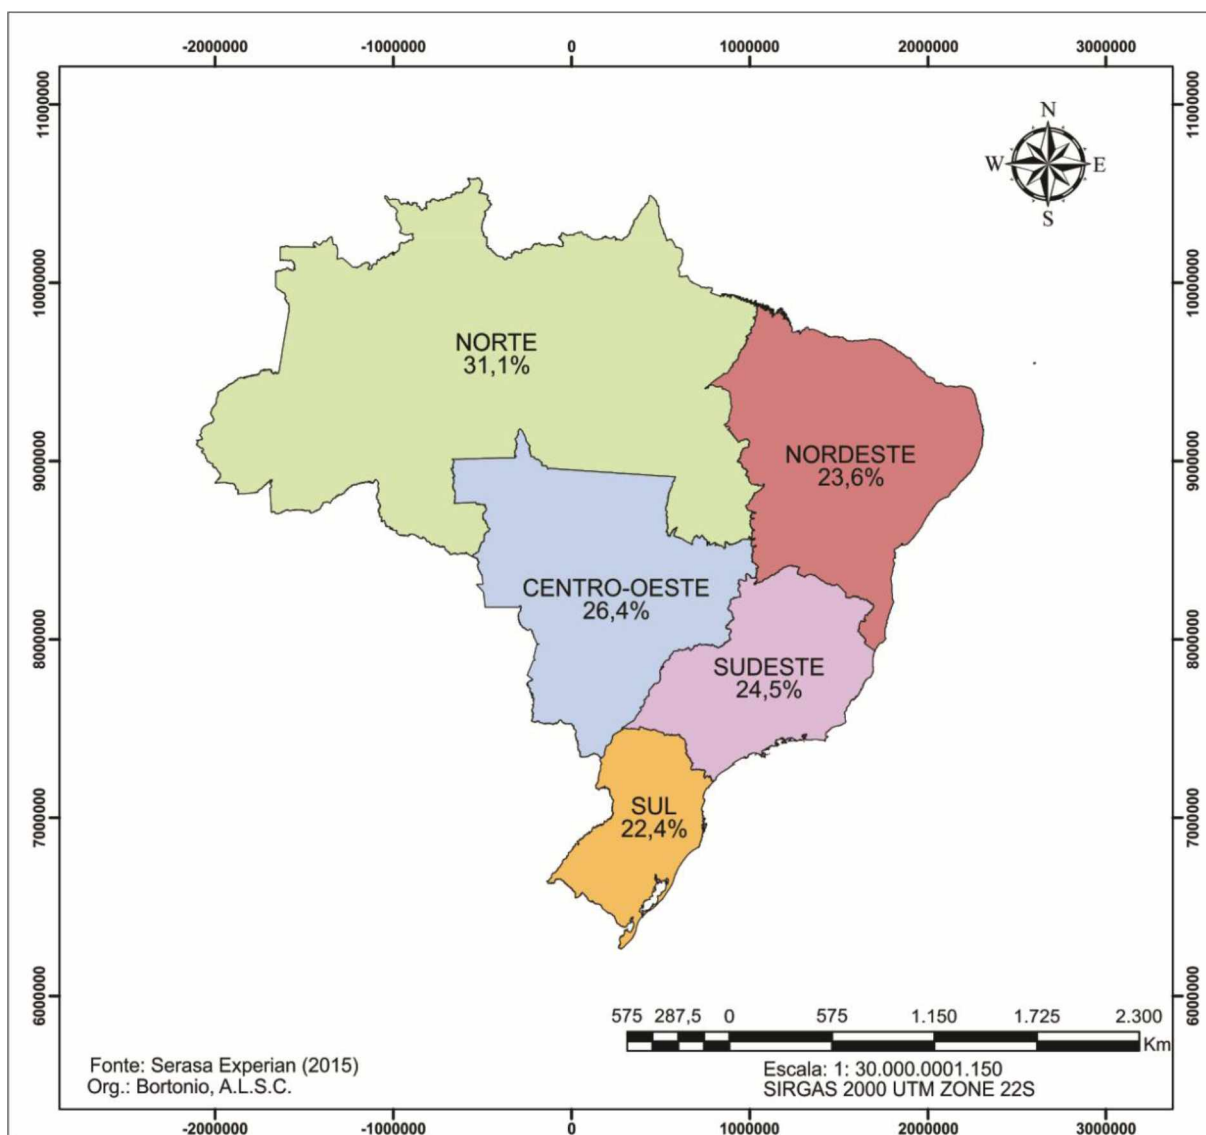 -2000000 -1000000 0 1000000 2000000 3000000
11000000 11000000
N
W E
S
10000000 10000000
NORTE
31,1%
NORDESTE
23,6%
9000000 9000000
CENTRO-OESTE
26,4%
8000000 8000000
SUDESTE
24,5%
SUL
22,4%
7000000 7000000
6000000 6000000
575 287,5 0 575 1.150 1.725 2.300
Km
Fonte: Serasa Experian (2015)
Org.: Bortonio, A.L.S.C.
Escala: 1: 30.000.0001.150
SIRGAS 2000 UTM ZONE 22S
-2000000 -1000000 0 1000000 2000000 3000000